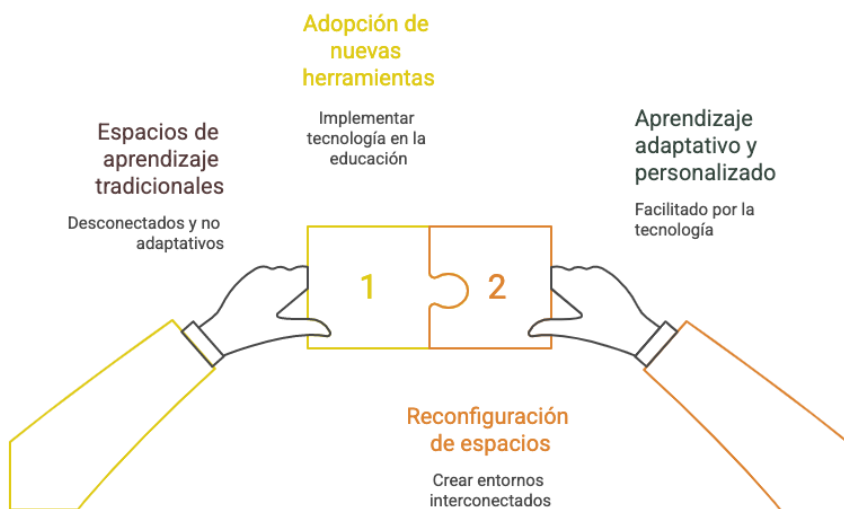 Adopción de
nuevas
herramientas
Implementar
tecnología en la
educación
Espacios de
aprendizaje
tradicionales
Desconectados y no
adaptativos
Aprendizaje
adaptativo y
personalizado
Facilitado por la
tecnología
1
2
Reconfiguración
de espacios
Crear entornos
interconectados